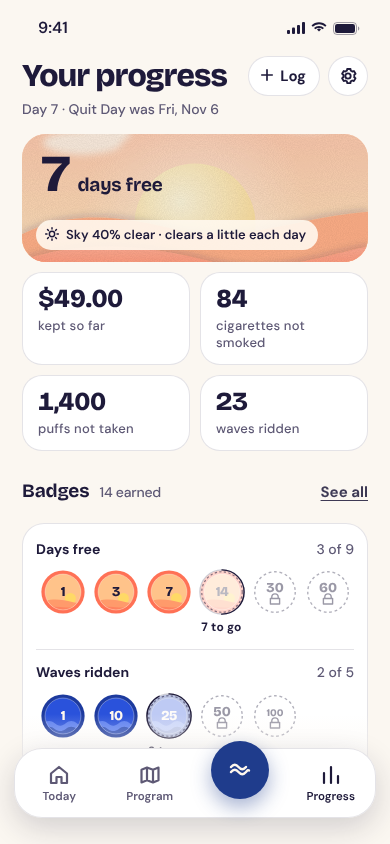 9:41
Your progress
+ Log
Day 7 · Quit Day was Fri, Nov 6
7 days free
Sky 40% clear · clears a little each day
$49.00
kept so far
84
cigarettes not
smoked
1,400
puffs not taken
23
waves ridden
Badges 14 earned
See all
Days free
3 of 9
1 3 7 14 30 60
7 to go
Waves ridden
2 of 5
1 10 25 50 100
Today
Program
Progress